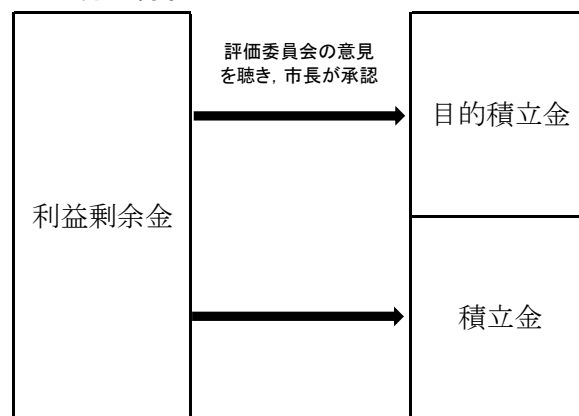 評価委員会の意見
を聴き，市長が承認
目的積立金
利益剰余金
積立金